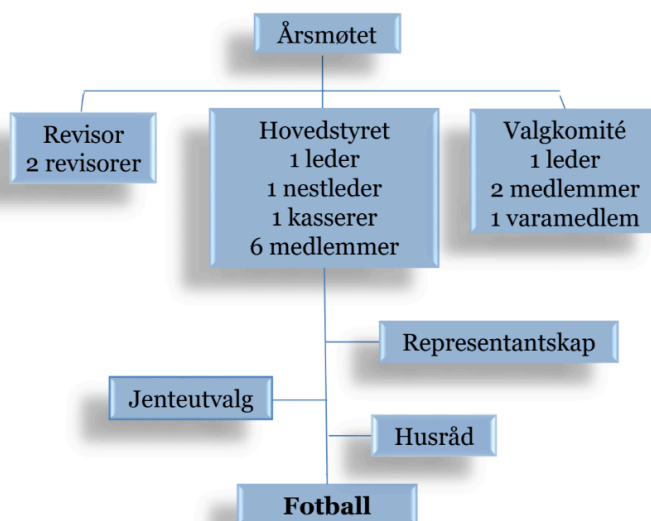 Årsmøtet
Revisor
2 revisorer
Hovedstyret
1 leder
1 nestleder
1 kasserer
6 medlemmer
Valgkomité
1 leder
2 medlemmer
1 varamedlem
Representantskap
Jenteutvalg
Husråd
Fotball